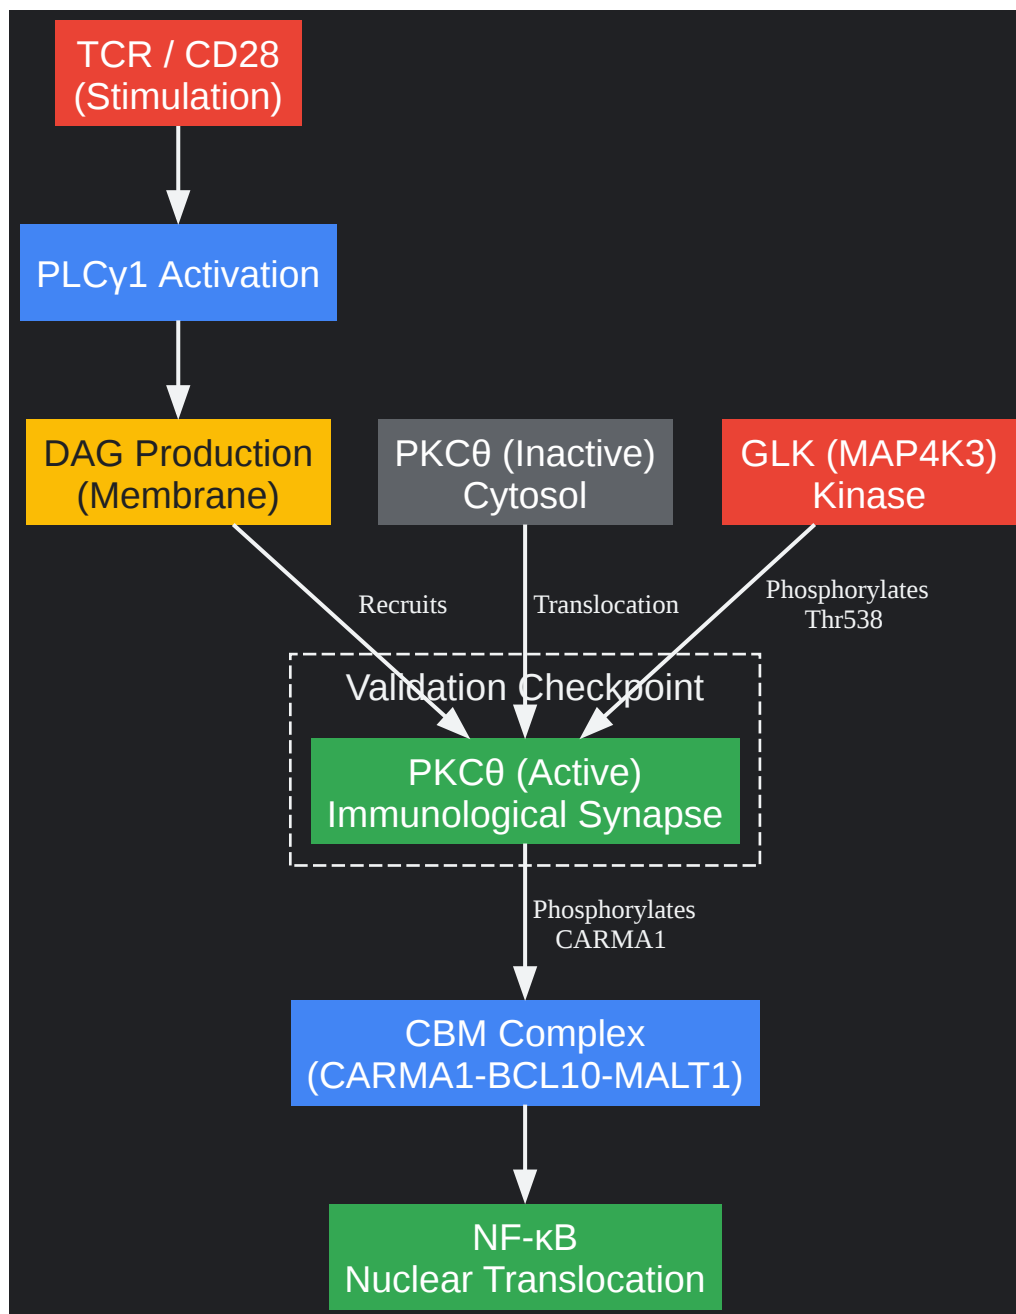 TCR / CD28
(Stimulation)
PLCγ1 Activation
DAG Production
(Membrane)
PKCθ (Inactive)
Cytosol
GLK (MAP4K3)
Kinase
Recruits
Translocation
Phosphorylates
Thr538
Validation Checkpoint
PKCθ (Active)
Immunological Synapse
Phosphorylates
CARMA1
CBM Complex
(CARMA1-BCL10-MALT1)
NF-κB
Nuclear Translocation